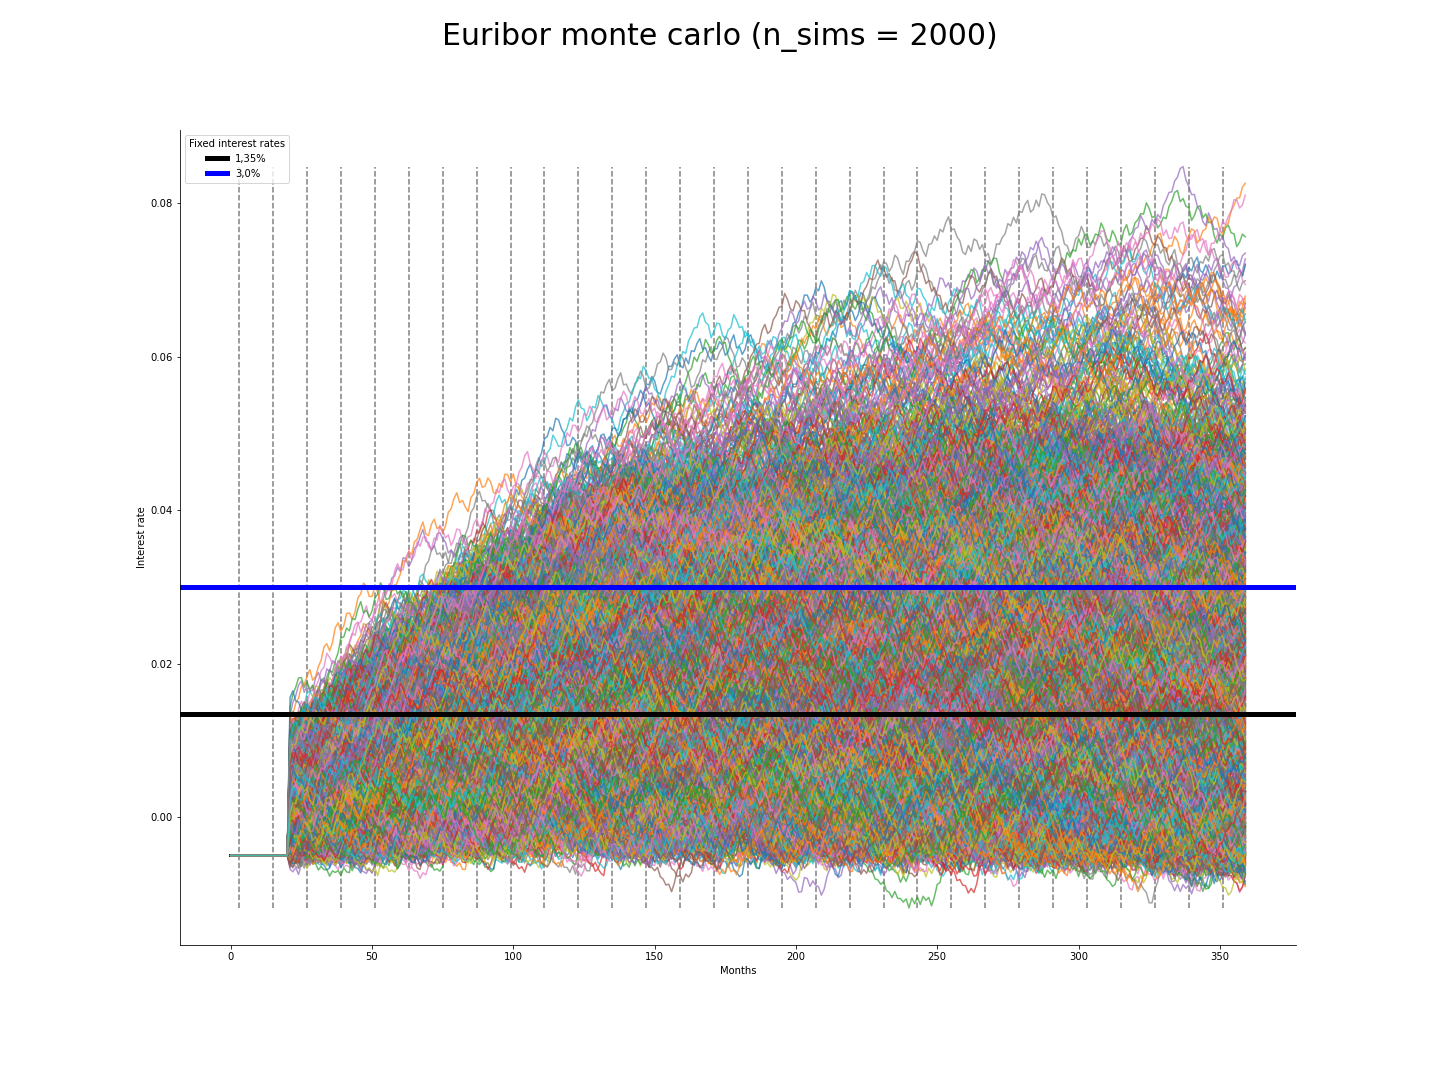 Euribor monte carlo (n_sims = 2000)
Fixed interest rates
1,35%
3,0%
0.08
0.06
0.04
0.02
0.00
Interest rate
0 50 100 150 200 250 300 350
Months